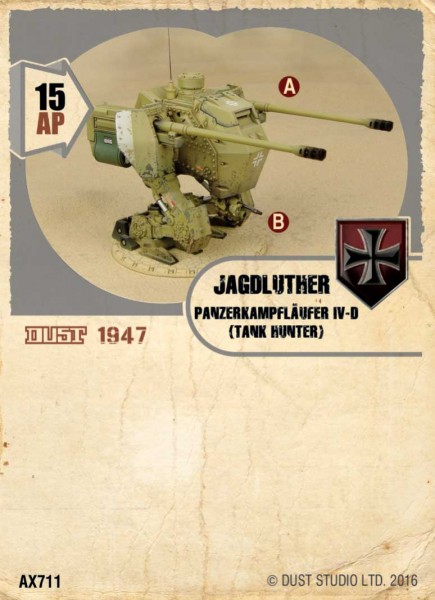 15
AP
A
B
JAGDLUTHER
PANZERKAMPFLÄUFER IV-D
(TANK HUNTER)
DUST 1947
AX711
© DUST STUDIO LTD. 2016